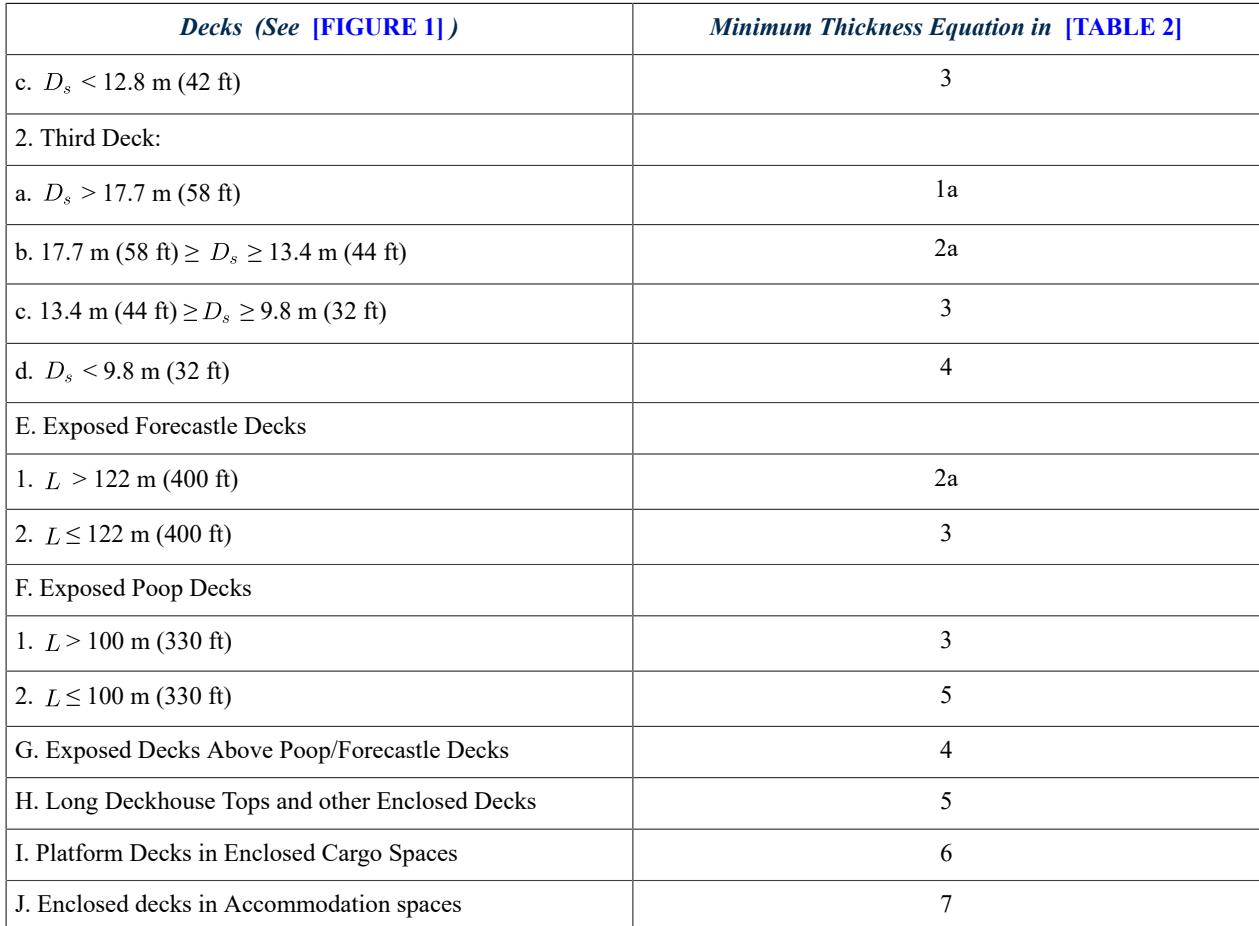 Decks (See [FIGURE 1] ) Minimum Thickness Equation in [TABLE 2]
c. Dₛ < 12.8 m (42 ft) 3
2. Third Deck:
a. Dₛ > 17.7 m (58 ft) 1a
b. 17.7 m (58 ft) ≥ Dₛ ≥ 13.4 m (44 ft) 2a
c. 13.4 m (44 ft) ≥ Dₛ ≥ 9.8 m (32 ft) 3
d. Dₛ < 9.8 m (32 ft) 4
E. Exposed Forecastle Decks
1. L > 122 m (400 ft) 2a
2. L ≤ 122 m (400 ft) 3
F. Exposed Poop Decks
1. L > 100 m (330 ft) 3
2. L ≤ 100 m (330 ft) 5
G. Exposed Decks Above Poop/Forecastle Decks 4
H. Long Deckhouse Tops and other Enclosed Decks 5
I. Platform Decks in Enclosed Cargo Spaces 6
J. Enclosed decks in Accommodation spaces 7